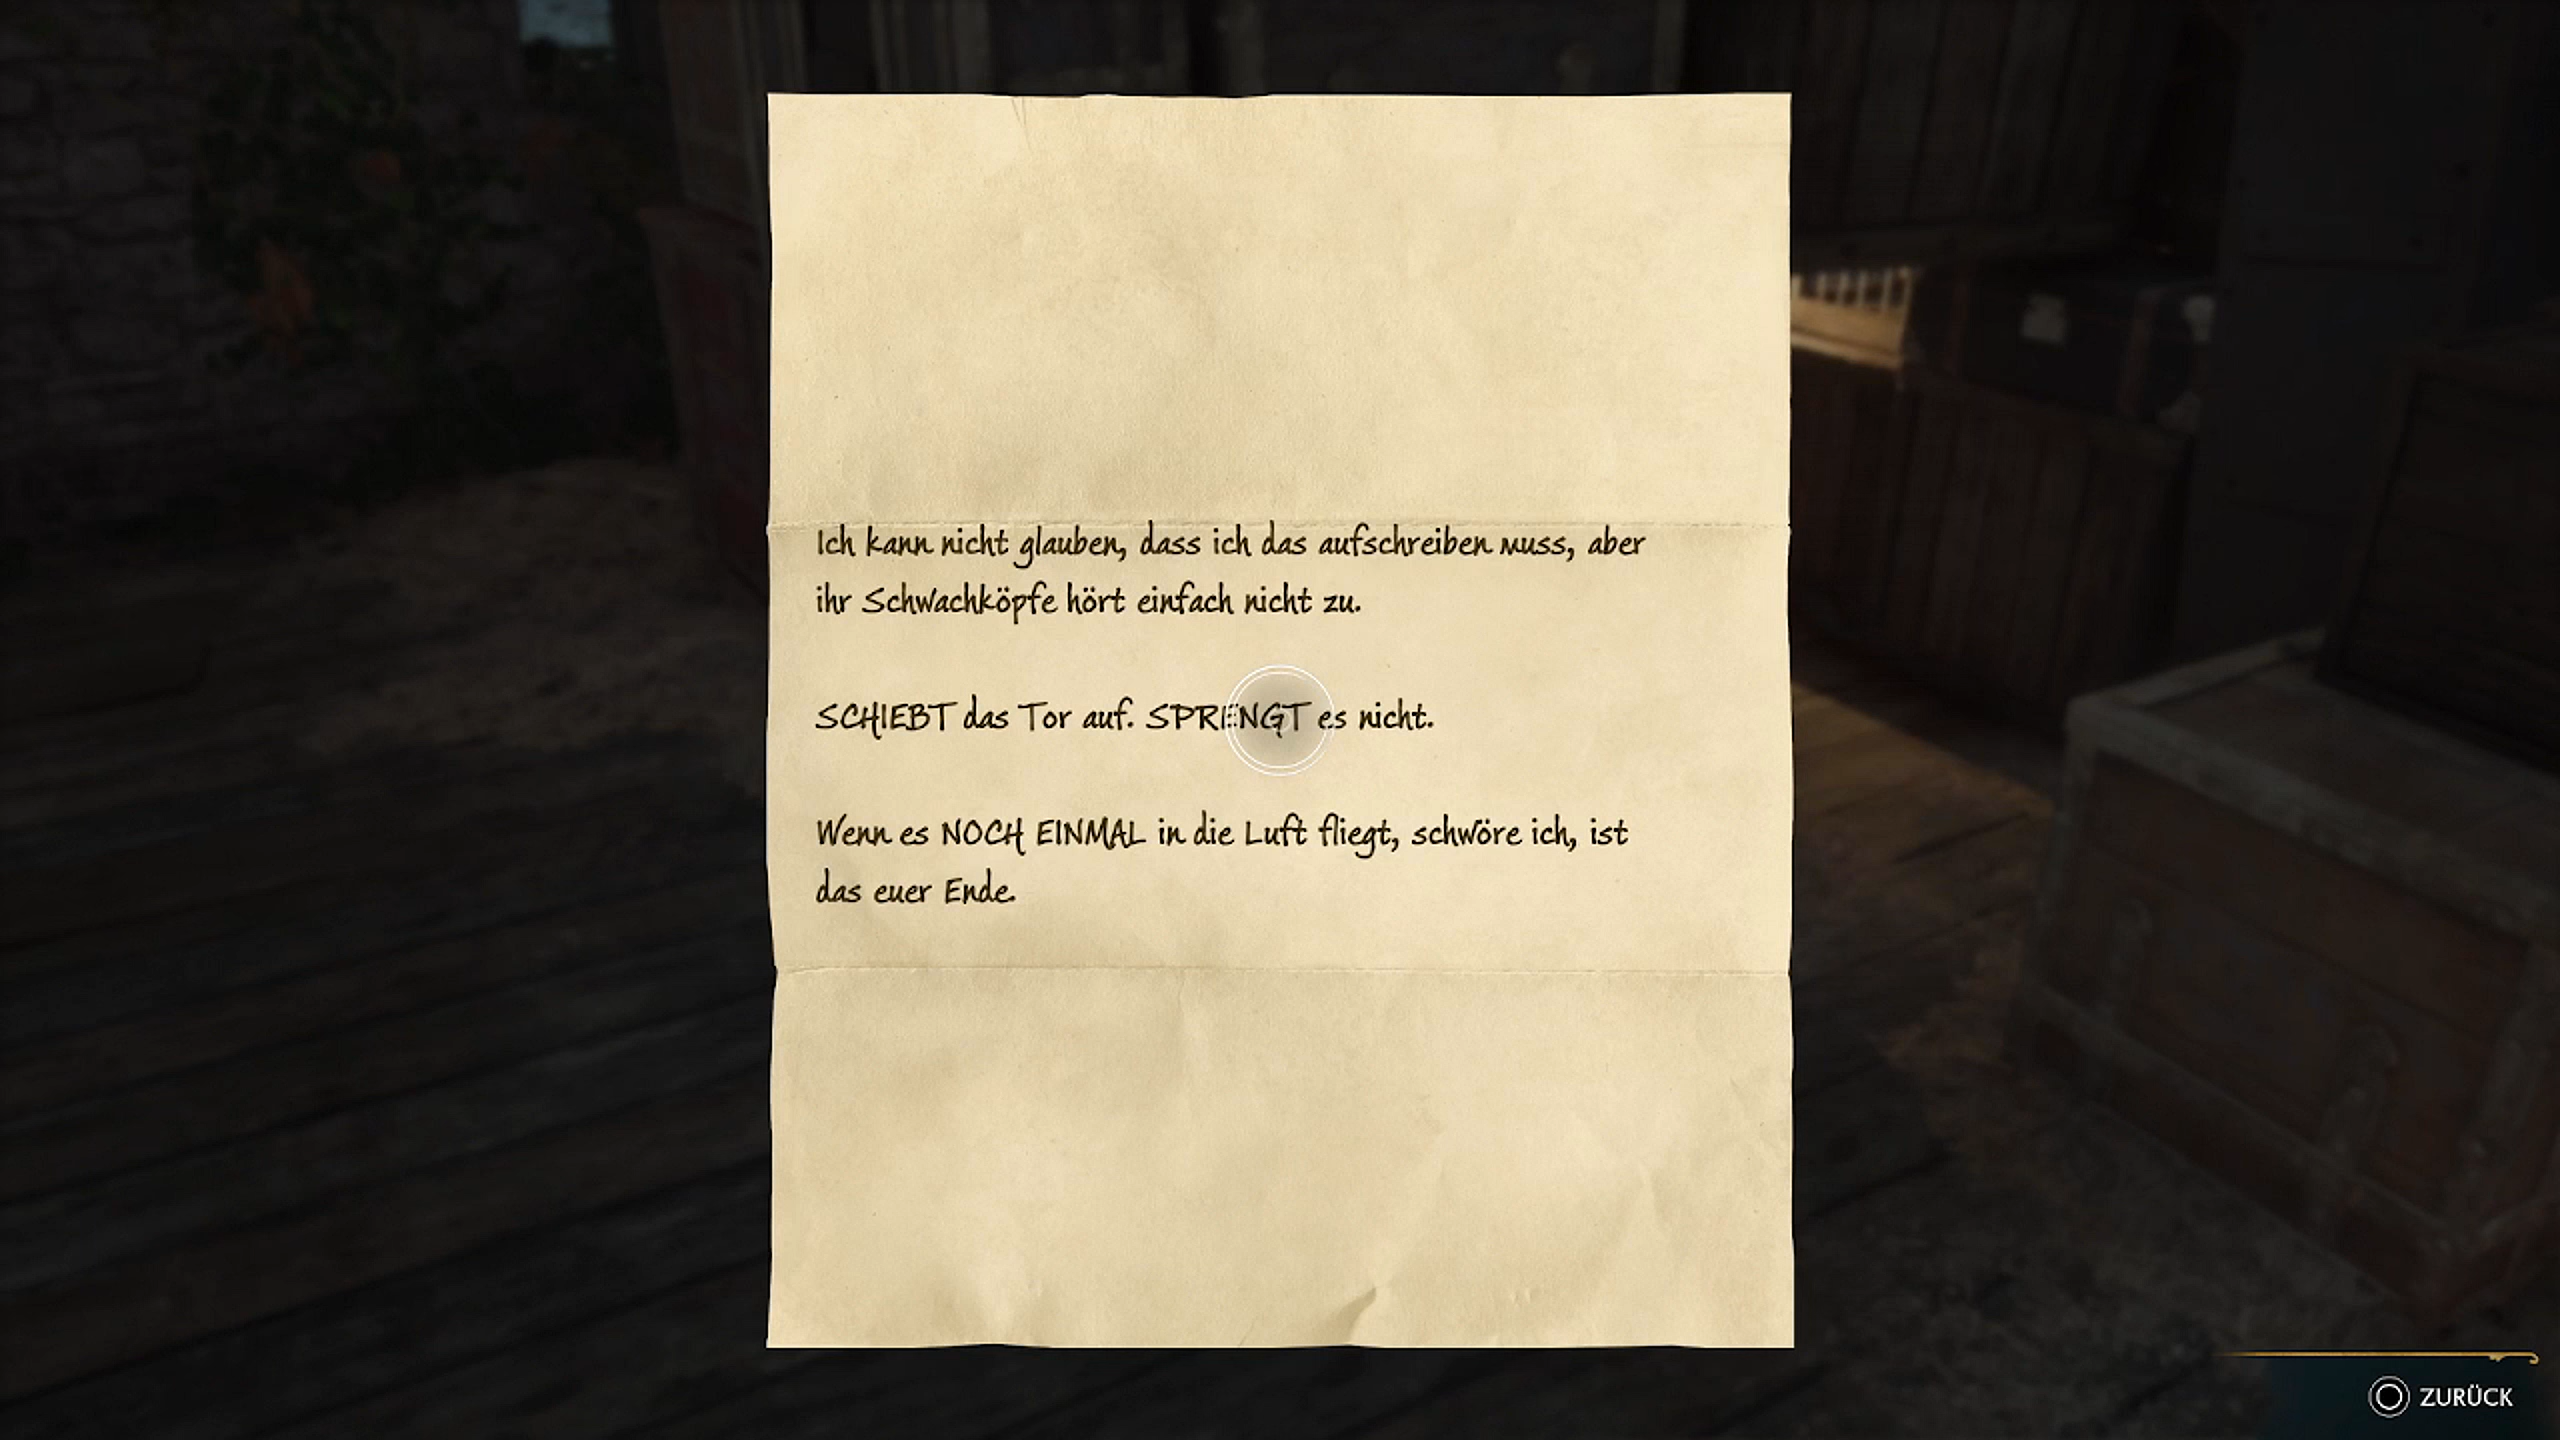 Ich kann nicht glauben, dass ich das aufschreiben muss, aber
ihr Schwachköpfe hört einfach nicht zu.
SCHIEBT das Tor auf. SPRENGT es nicht.
Wenn es NOCH EINMAL in die Luft fliegt, schwöre ich, ist
das euer Ende.
ZURÜCK